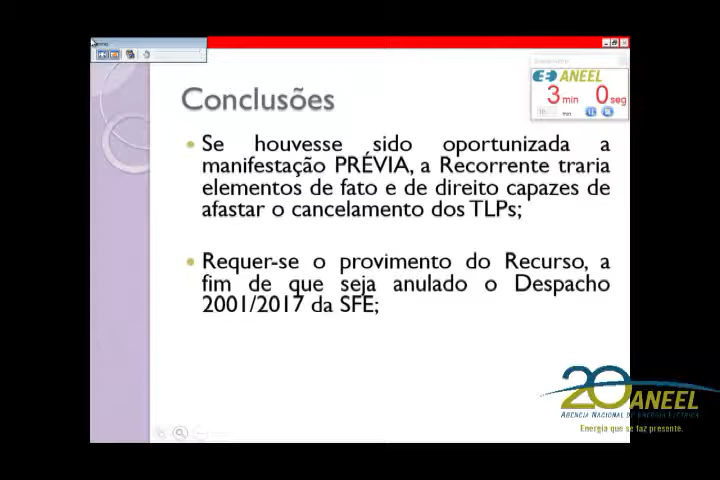 ANEEL
3 min 0 seg
min
Conclusões
Se houvesse sido oportunizada a
manifestação PRÉVIA, a Recorrente traria
elementos de fato e de direito capazes de
afastar o cancelamento dos TLPs;
Requer-se o provimento do Recurso, a
fim de que seja anulado o Despacho
2001/2017 da SFE;
20 ANEEL
AGÊNCIA NACIONAL DE ENERGIA ELÉTRICA
Energia que se faz presente.